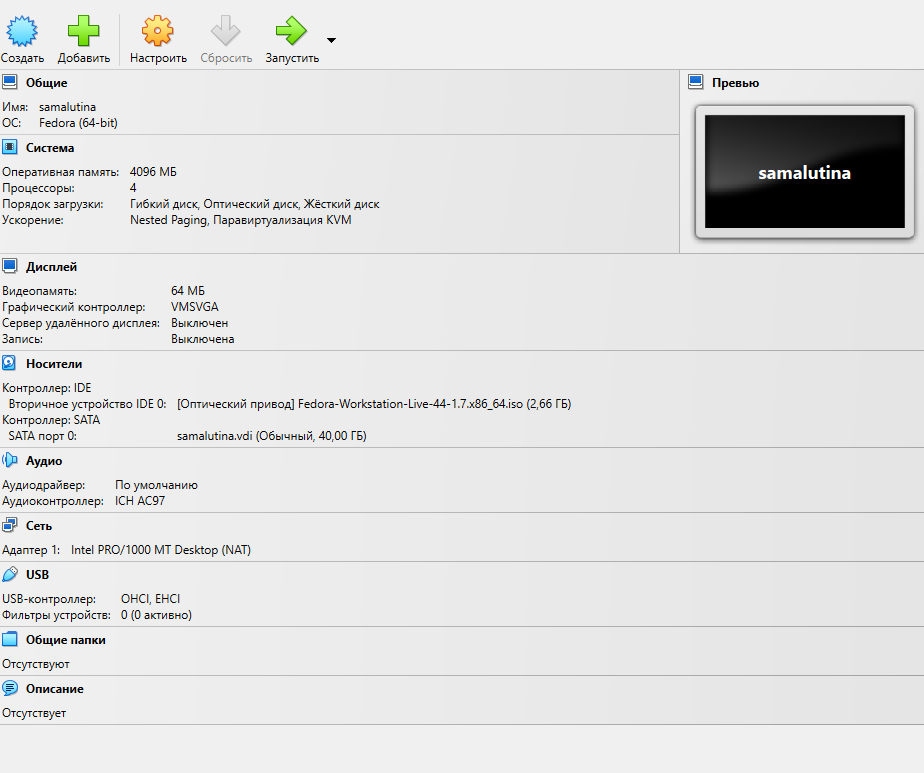 Создать Добавить Настроить Сбросить Запустить
Общие
Имя: samalutina
ОС: Fedora (64-bit)
Превью
samalutina
Система
Оперативная память: 4096 МБ
Процессоры: 4
Порядок загрузки: Гибкий диск, Оптический диск, Жёсткий диск
Ускорение: Nested Paging, Паравиртуализация KVM
Дисплей
Видеопамять: 64 МБ
Графический контроллер: VMSVGA
Сервер удалённого дисплея: Выключен
Запись: Выключена
Носители
Контроллер: IDE
Вторичное устройство IDE 0: [Оптический привод] Fedora-Workstation-Live-44-1.7.x86_64.iso (2,66 ГБ)
Контроллер: SATA
SATA порт 0: samalutina.vdi (Обычный, 40,00 ГБ)
Аудио
Аудиодрайвер: По умолчанию
Аудиоконтроллер: ICH AC97
Сеть
Адаптер 1: Intel PRO/1000 MT Desktop (NAT)
USB
USB-контроллер: OHCI, EHCI
Фильтры устройств: 0 (0 активно)
Общие папки
Отсутствуют
Описание
Отсутствует